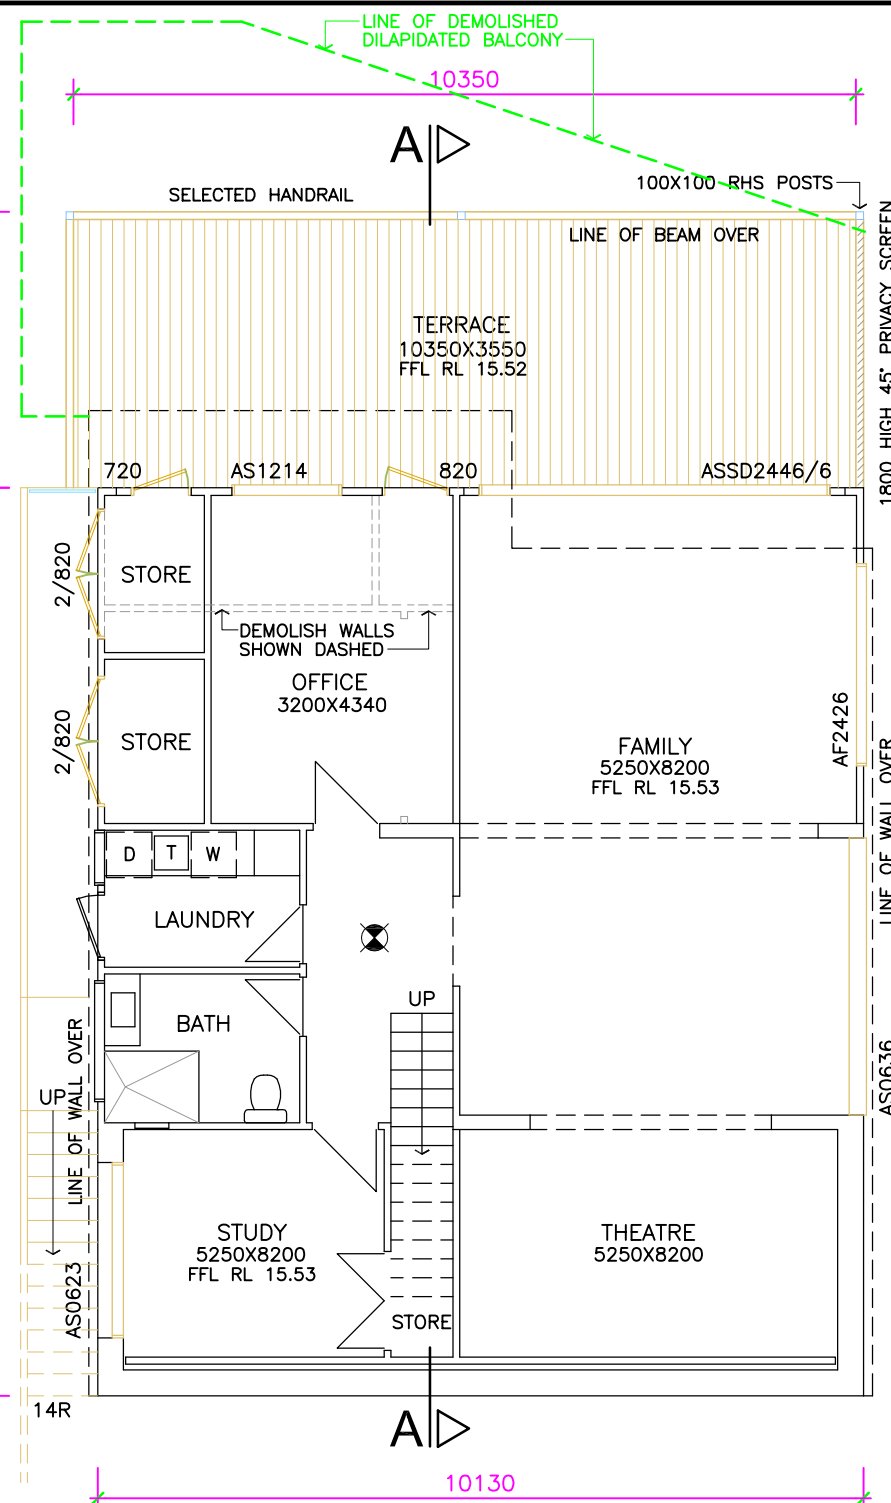 LINE OF DEMOLISHED
DILAPIDATED BALCONY
10350
A
SELECTED HANDRAIL
100X100 RHS POSTS
LINE OF BEAM OVER
1800 HIGH 45° PRIVACY SCREEN
TERRACE
10350X3550
FFL RL 15.52
720
AS1214
820
ASSD2446/6
2/820
STORE
DEMOLISH WALLS
SHOWN DASHED
OFFICE
3200X4340
2/820
STORE
AF2426
FAMILY
5250X8200
FFL RL 15.53
LINE OF WALL OVER
D
T
W
LAUNDRY
BATH
UP
LINE OF WALL OVER
UP
AS0636
STUDY
5250X8200
FFL RL 15.53
THEATRE
5250X8200
AS0623
STORE
14R
A
10130